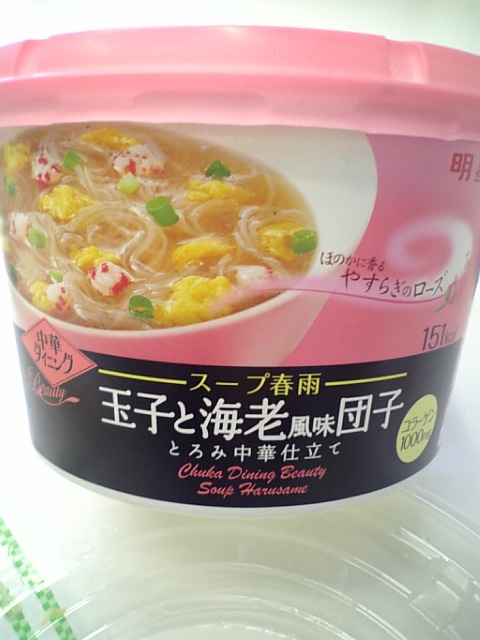 明
ほのかに香る
やすらぎのローズ
151
中華
ダイニング
Beauty
スープ春雨
玉子と海老風味団子
とろみ中華仕立て
コラーゲン
1000mg
Chuka Dining Beauty
Soup Harusame